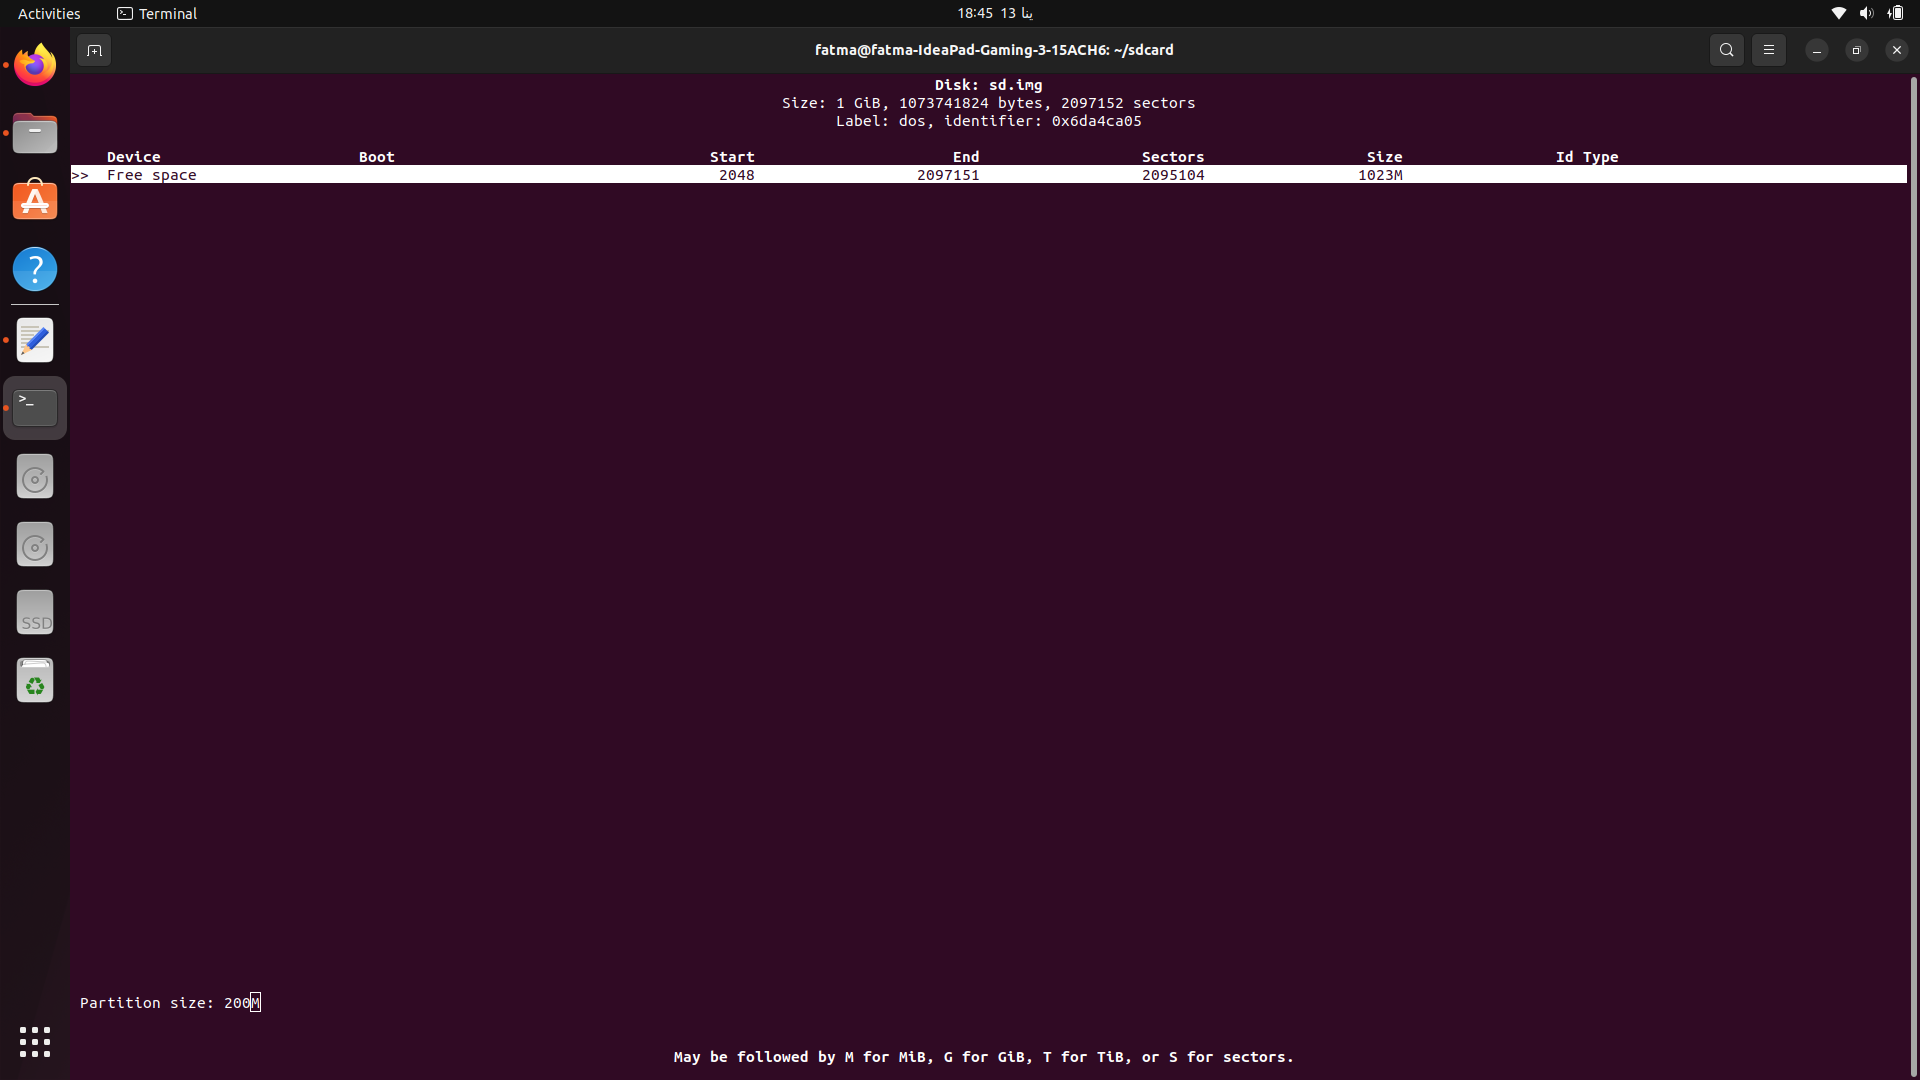 Activities
Terminal
18:45 13 ينا
fatma@fatma-IdeaPad-Gaming-3-15ACH6: ~/sdcard
Disk: sd.img
Size: 1 GiB, 1073741824 bytes, 2097152 sectors
Label: dos, identifier: 0x6da4ca05
Device Boot Start End Sectors Size Id Type
>> Free space 2048 2097151 2095104 1023M
>_
SSD
Partition size: 200M
May be followed by M for MiB, G for GiB, T for TiB, or S for sectors.